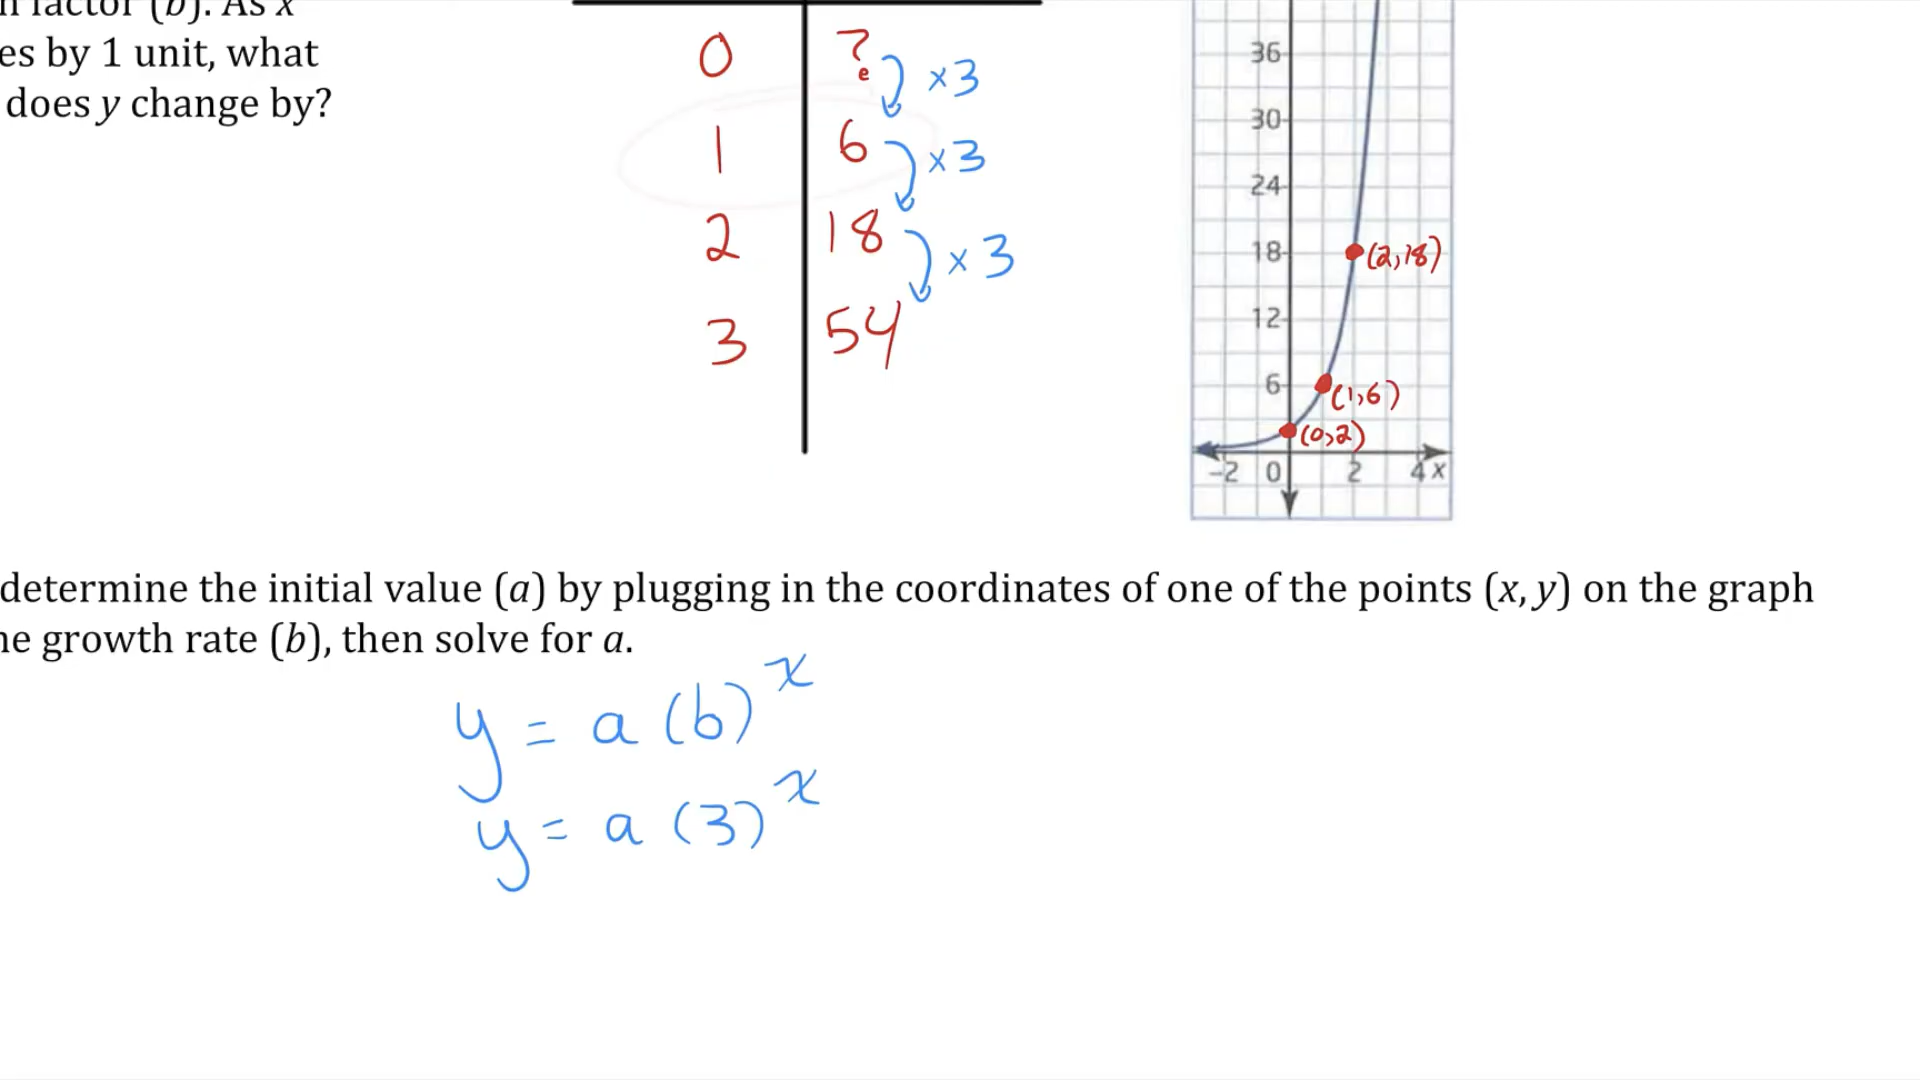 n factor (b). As x
es by 1 unit, what
does y change by?
0 ? ×3
1 6 ×3
2 18 ×3
3 54
36
30
24
18 (2,18)
12
6 (1,6)
(0,2)
-2 0 2 4 x
determine the initial value (a) by plugging in the coordinates of one of the points (x, y) on the graph
ne growth rate (b), then solve for a.
y = a (b)^x
y = a (3)^x